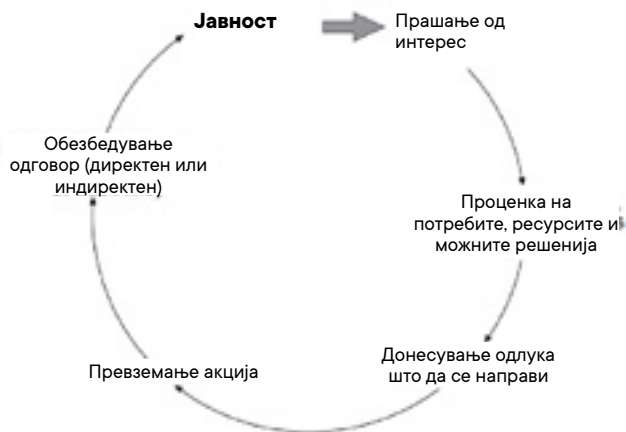 Јавност
Прашање од
интерес
Проценка на
потребите, ресурсите и
можните решенија
Донесување одлука
што да се направи
Превземање акција
Обезбедување
одговор (директен или
индиректен)